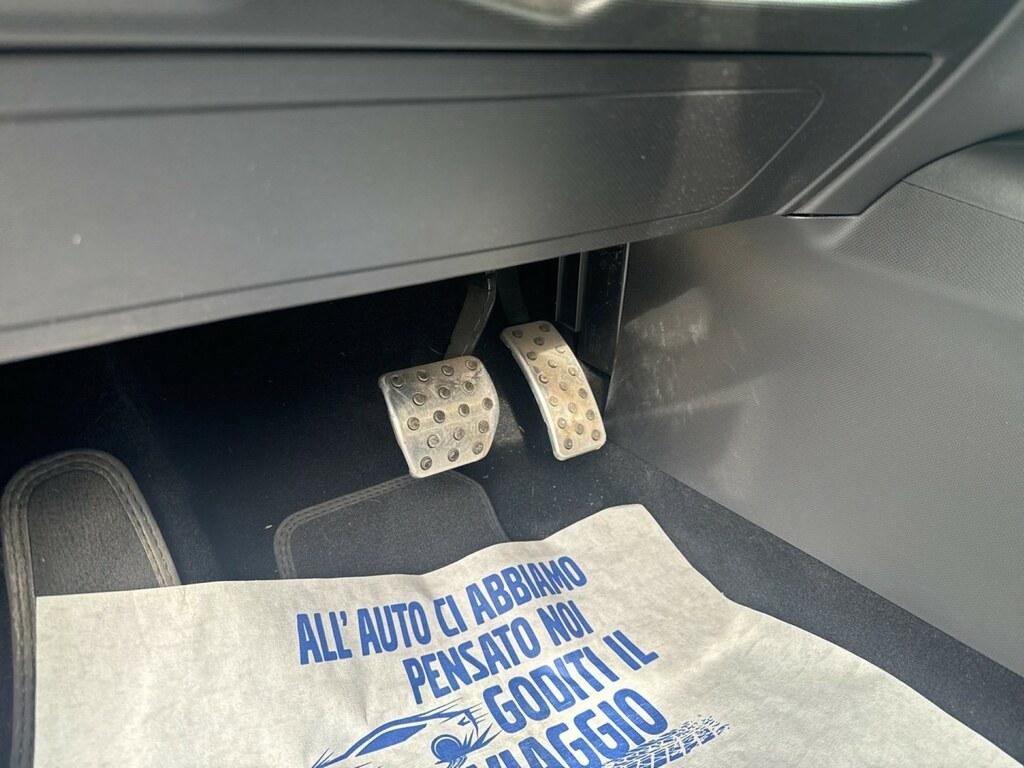 ALL'AUTO CI ABBIAMO
PENSATO NOI
GODITI IL
VIAGGIO